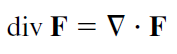 div F = ∇ · F